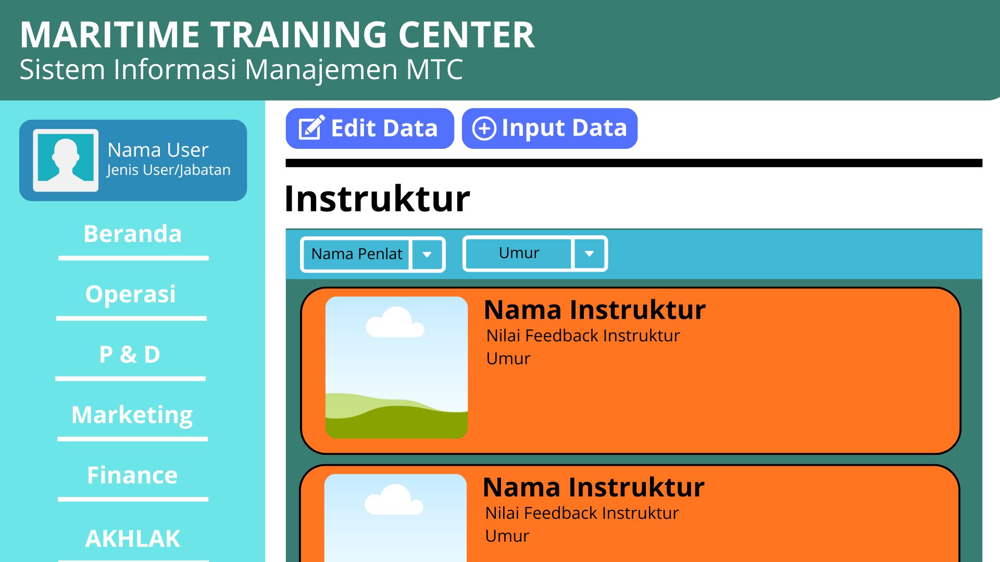 MARITIME TRAINING CENTER
Sistem Informasi Manajemen MTC
Nama User
Jenis User/Jabatan
Beranda
Operasi
P & D
Marketing
Finance
AKHLAK
Edit Data
Input Data
Instruktur
Nama Penlat
Umur
Nama Instruktur
Nilai Feedback Instruktur
Umur
Nama Instruktur
Nilai Feedback Instruktur
Umur